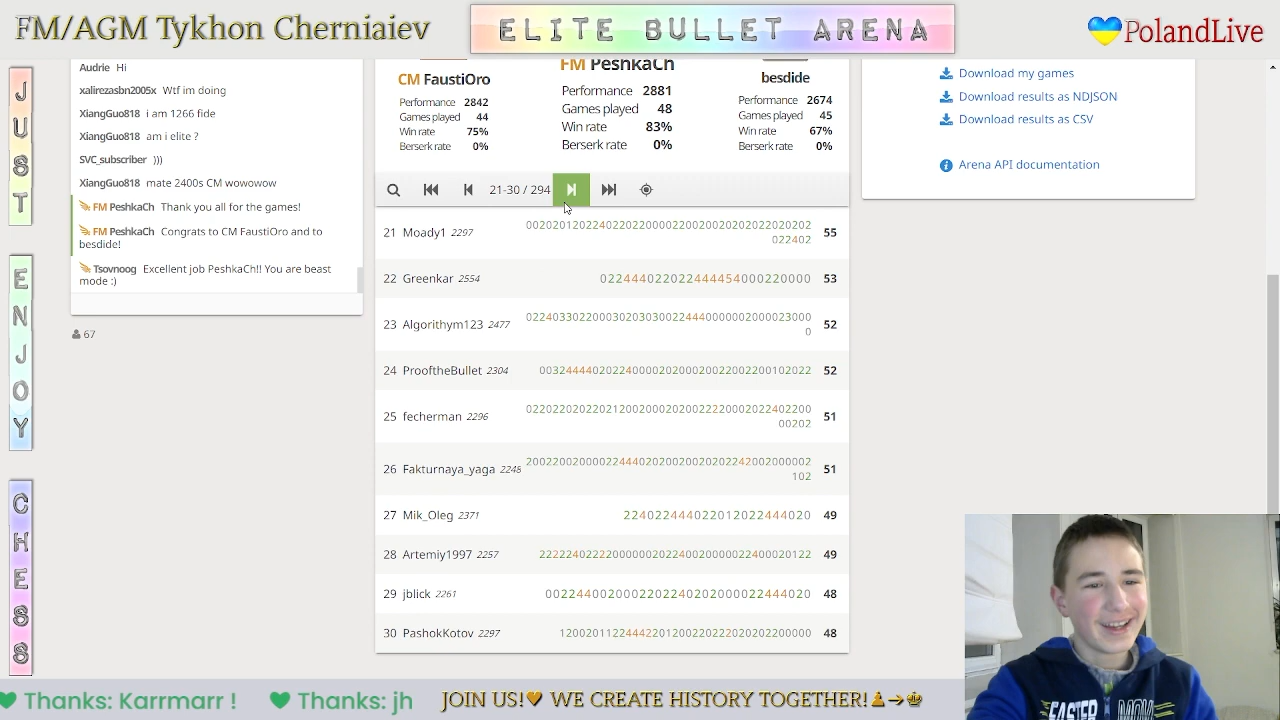 FM/AGM Tykhon Cherniaiev
ELITE BULLET ARENA
PolandLive
JUST
ENJOY
CHESS
Audrie Hi
xalirezasbn2005x Wtf im doing
XiangGuo818 i am 1266 fide
XiangGuo818 am i elite ?
SVC_subscriber )))
XiangGuo818 mate 2400s CM wowowow
FM PeshkaCh Thank you all for the games!
FM PeshkaCh Congrats to CM FaustiOro and to
besdide!
Tsovnoog Excellent job PeshkaCh!! You are beast
mode :)
67
CM FaustiOro
Performance 2842
Games played 44
Win rate 75%
Berserk rate 0%
FM PeshkaCh
Performance 2881
Games played 48
Win rate 83%
Berserk rate 0%
besdide
Performance 2674
Games played 45
Win rate 67%
Berserk rate 0%
21-30 / 294
21 Moady1 2297 55
22 Greenkar 2554 0224440220224444454000220000 53
23 Algorithym123 2477 52
24 ProoftheBullet 2304 52
25 fecherman 2296 51
26 Fakturnaya_yaga 2248 51
27 Mik_Oleg 2371 224022444022012022444020 49
28 Artemiy1997 2257 49
29 jblick 2261 48
30 PashokKotov 2297 48
Download my games
Download results as NDJSON
Download results as CSV
Arena API documentation
Thanks: Karrmarr !
Thanks: jh
JOIN US! WE CREATE HISTORY TOGETHER!